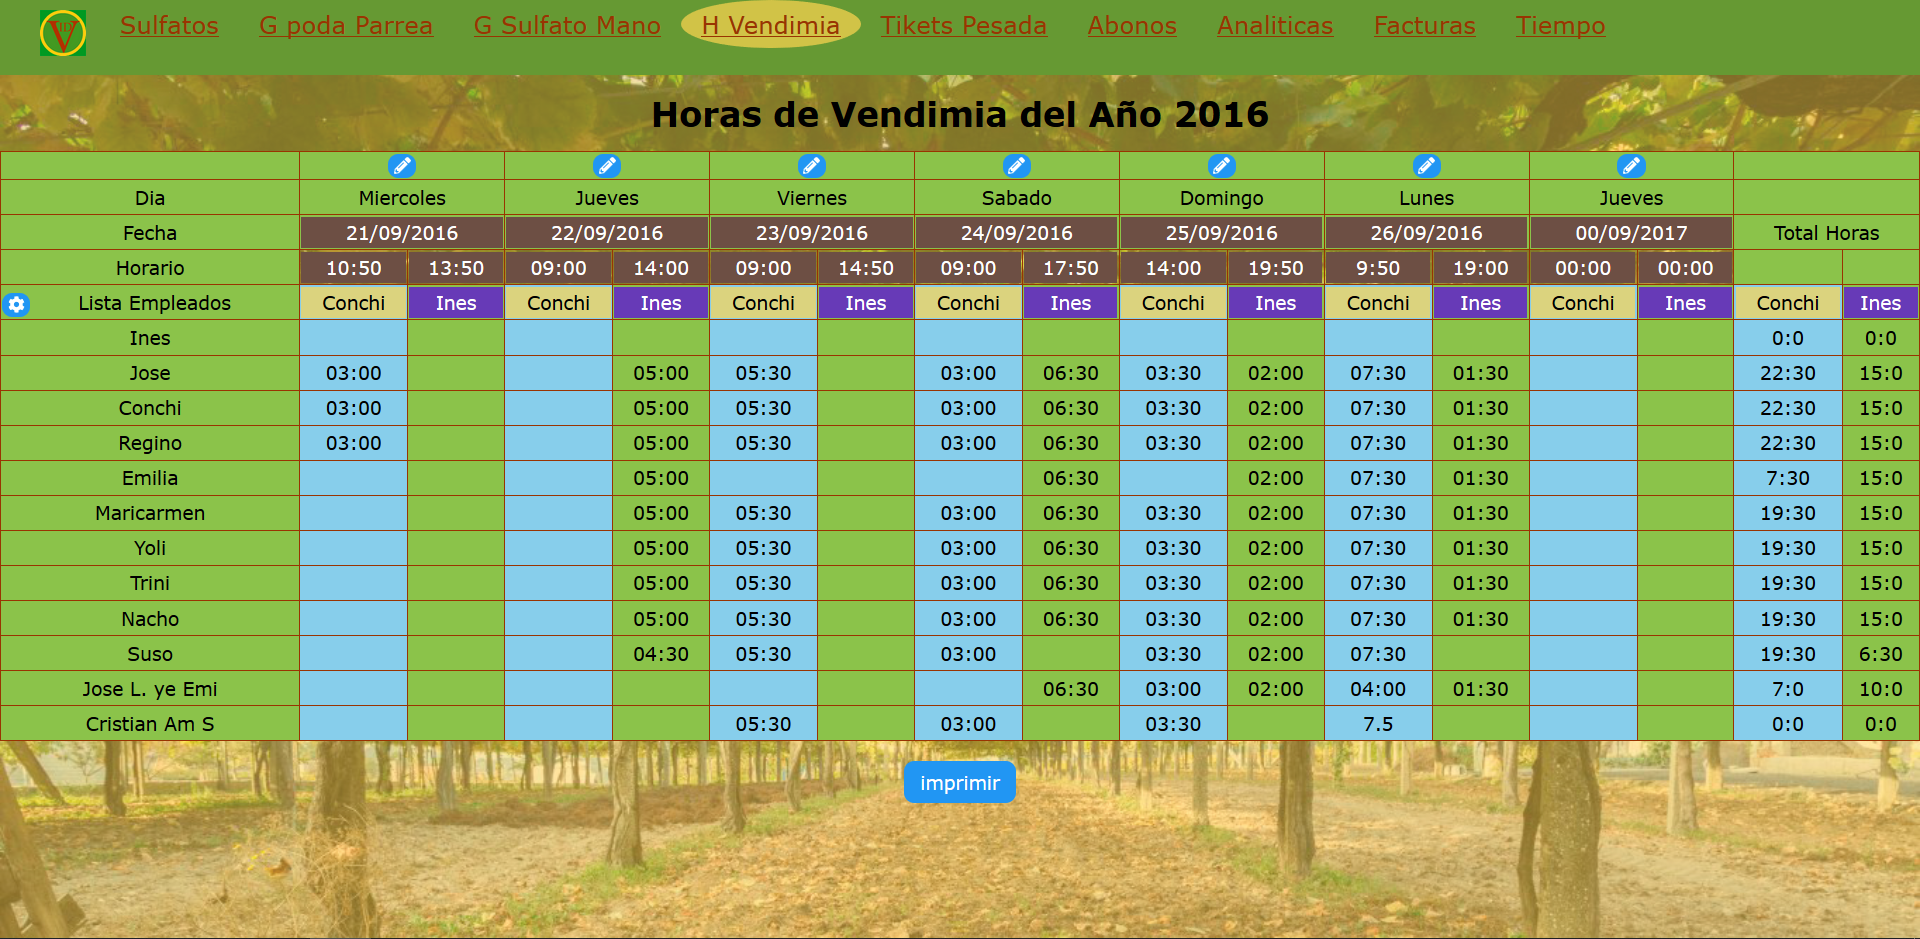 Sulfatos G poda Parrea G Sulfato Mano H Vendimia Tikets Pesada Abonos Analiticas Facturas Tiempo
Horas de Vendimia del Año 2016
Dia Miercoles Jueves Viernes Sabado Domingo Lunes Jueves
Fecha 21/09/2016 22/09/2016 23/09/2016 24/09/2016 25/09/2016 26/09/2016 00/09/2017 Total Horas
Horario 10:50 13:50 09:00 14:00 09:00 14:50 09:00 17:50 14:00 19:50 9:50 19:00 00:00 00:00
Lista Empleados Conchi Ines Conchi Ines Conchi Ines Conchi Ines Conchi Ines Conchi Ines Conchi Ines Conchi Ines
Ines 0:0 0:0
Jose 03:00 05:00 05:30 03:00 06:30 03:30 02:00 07:30 01:30 22:30 15:0
Conchi 03:00 05:00 05:30 03:00 06:30 03:30 02:00 07:30 01:30 22:30 15:0
Regino 03:00 05:00 05:30 03:00 06:30 03:30 02:00 07:30 01:30 22:30 15:0
Emilia 05:00 06:30 02:00 07:30 01:30 7:30 15:0
Maricarmen 05:00 05:30 03:00 06:30 03:30 02:00 07:30 01:30 19:30 15:0
Yoli 05:00 05:30 03:00 06:30 03:30 02:00 07:30 01:30 19:30 15:0
Trini 05:00 05:30 03:00 06:30 03:30 02:00 07:30 01:30 19:30 15:0
Nacho 05:00 05:30 03:00 06:30 03:30 02:00 07:30 01:30 19:30 15:0
Suso 04:30 05:30 03:00 03:30 02:00 07:30 19:30 6:30
Jose L. ye Emi 06:30 03:00 02:00 04:00 01:30 7:0 10:0
Cristian Am S 05:30 03:00 03:30 7.5 0:0 0:0
imprimir